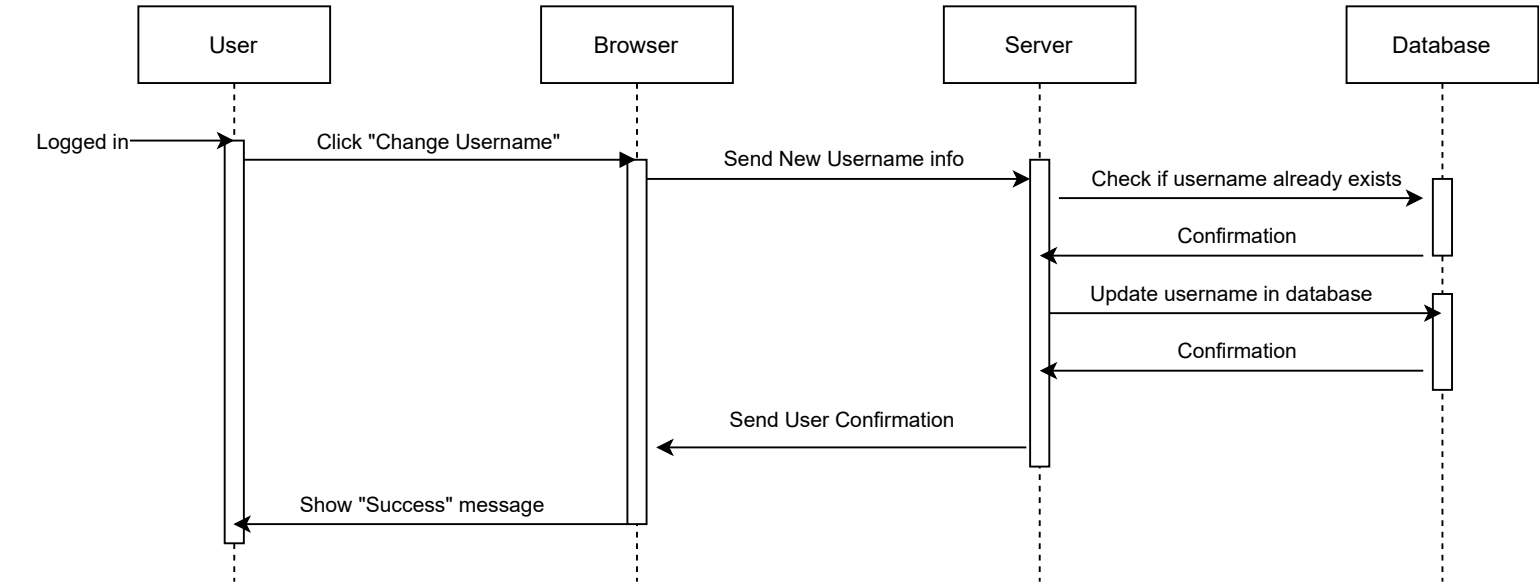 User
Browser
Server
Database
Logged in
Click "Change Username"
Send New Username info
Check if username already exists
Confirmation
Update username in database
Confirmation
Send User Confirmation
Show "Success" message